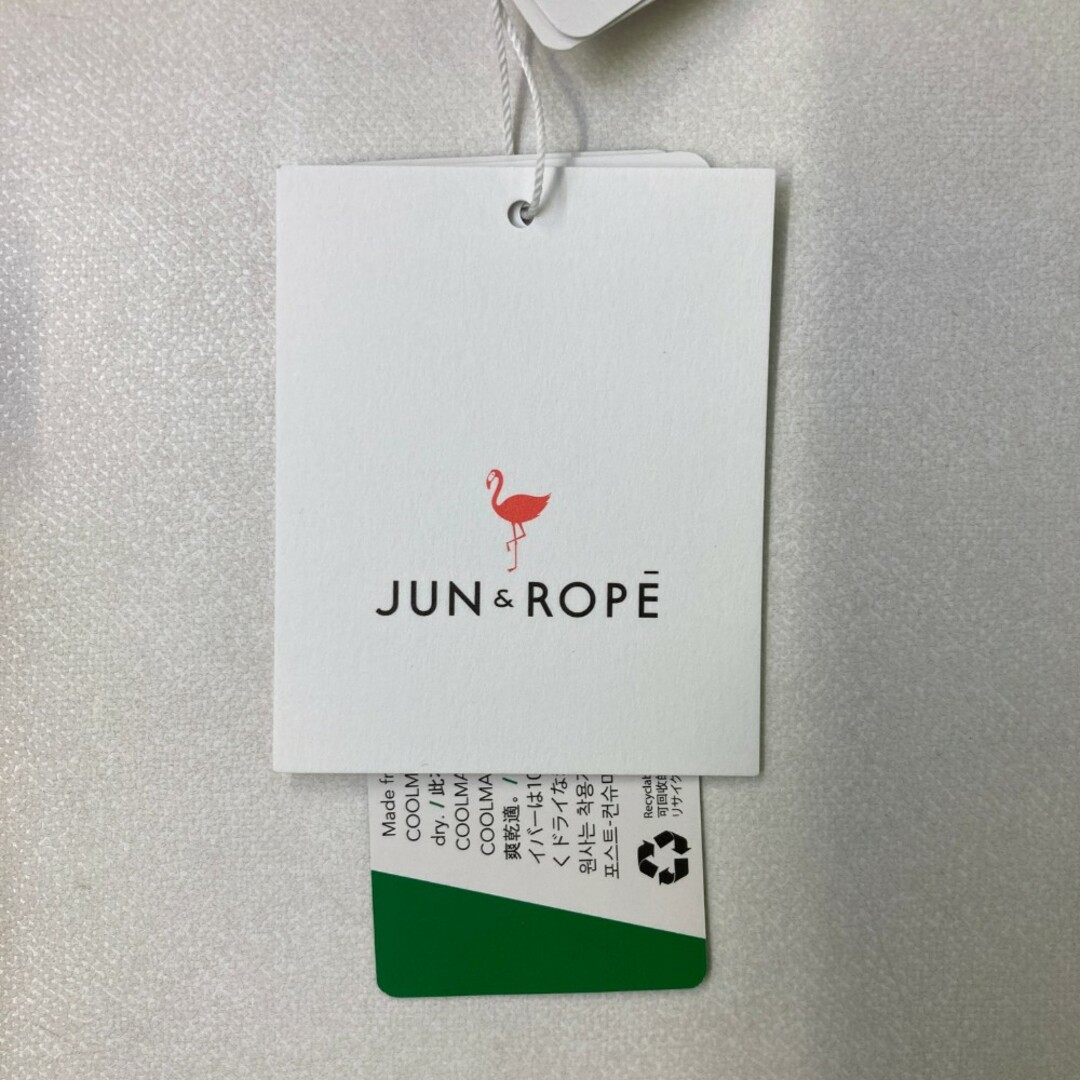 JUN & ROPĒ
Made
COOLM
dry. / 此
COOLMA
COOLMA
爽乾適。 /
イバーは10
くドライな
원사는 착용
포스트-컨슈머
Recyclab
可回收
リサイク